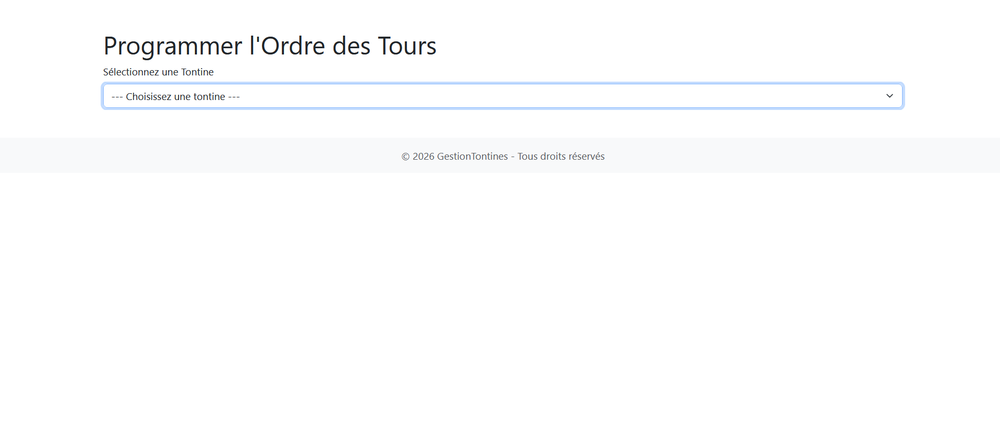 Programmer l'Ordre des Tours
Sélectionnez une Tontine
--- Choisissez une tontine ---
© 2026 GestionTontines - Tous droits réservés